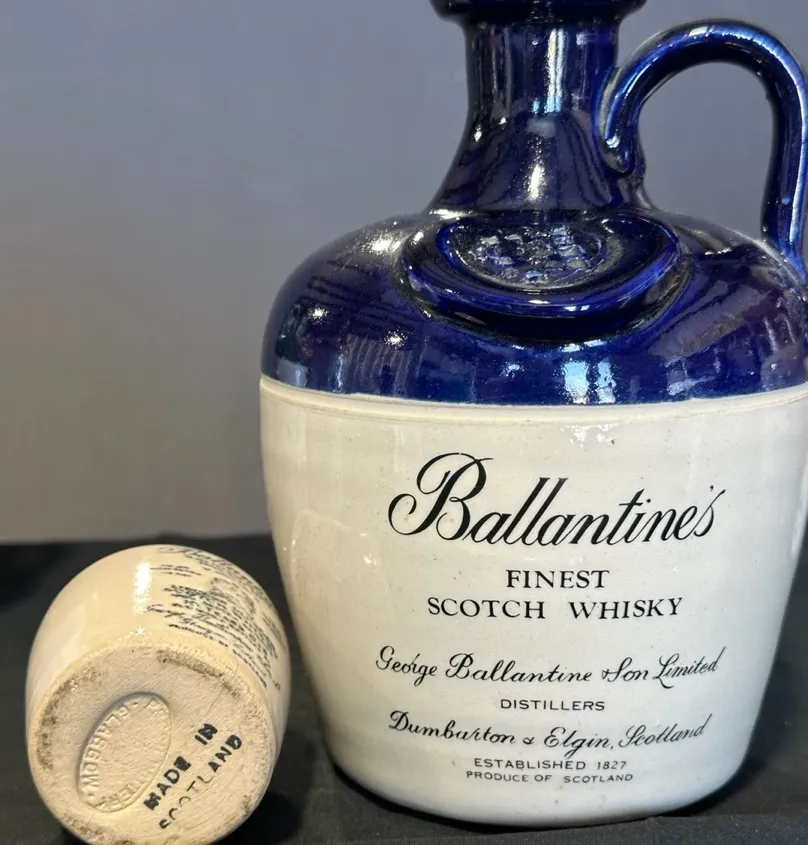 Ballantine's
FINEST
SCOTCH WHISKY
George Ballantine & Son Limited
DISTILLERS
Dumbarton & Elgin, Scotland
ESTABLISHED 1827
PRODUCE OF SCOTLAND
GLASGOW
MADE IN
SCOTLAND